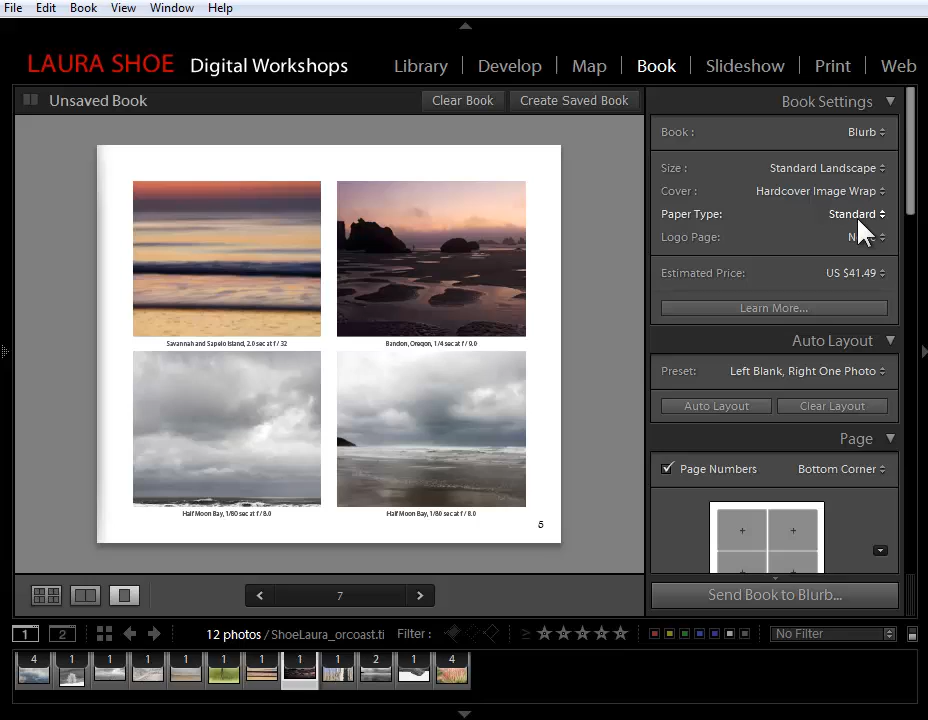 File Edit Book View Window Help
LAURA SHOE Digital Workshops Library Develop Map Book Slideshow Print Web
Unsaved Book Clear Book Create Saved Book Book Settings
Book : Blurb
Size : Standard Landscape
Cover : Hardcover Image Wrap
Paper Type: Standard
Logo Page:
Estimated Price: US $41.49
Learn More...
Auto Layout
Preset: Left Blank, Right One Photo
Auto Layout Clear Layout
Page
Page Numbers Bottom Corner
Savannah and Sapelo Island, 2.0 sec at f / 32
Bandon, Oregon, 1/4 sec at f / 9.0
Half Moon Bay, 1/80 sec at f / 8.0
Half Moon Bay, 1/80 sec at f / 8.0
5
7
Send Book to Blurb...
1 2 12 photos / ShoeLaura_orcoast.ti Filter : No Filter
4 1 1 1 1 1 1 1 1 2 1 4